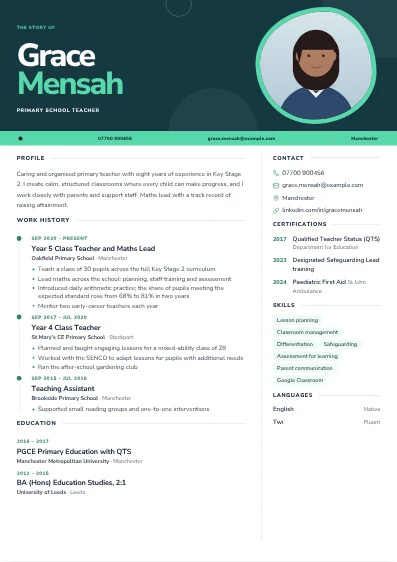 THE STORY OF
Grace
Mensah
PRIMARY SCHOOL TEACHER
07700 900456
grace.mensah@example.com
Manchester
PROFILE
Caring and organised primary teacher with eight years of experience in Key Stage
2. I create calm, structured classrooms where every child can make progress, and I
work closely with parents and support staff. Maths lead with a track record of
raising attainment.
WORK HISTORY
SEP 2020 – PRESENT
Year 5 Class Teacher and Maths Lead
Oakfield Primary School · Manchester
Teach a class of 30 pupils across the full Key Stage 2 curriculum
Lead maths across the school: planning, staff training and assessment
Introduced daily arithmetic practice; the share of pupils meeting the
expected standard rose from 68% to 81% in two years
Mentor two early-career teachers each year
SEP 2017 – JUL 2020
Year 4 Class Teacher
St Mary's CE Primary School · Stockport
Planned and taught engaging lessons for a mixed-ability class of 28
Worked with the SENCO to adapt lessons for pupils with additional needs
Ran the after-school gardening club
SEP 2015 – JUL 2016
Teaching Assistant
Brookside Primary School · Manchester
Supported small reading groups and one-to-one interventions
EDUCATION
2016 – 2017
PGCE Primary Education with QTS
Manchester Metropolitan University · Manchester
2012 – 2015
BA (Hons) Education Studies, 2:1
University of Leeds · Leeds
CONTACT
07700 900456
grace.mensah@example.com
Manchester
linkedin.com/in/gracemensah
CERTIFICATIONS
2017 Qualified Teacher Status (QTS)
Department for Education
2023 Designated Safeguarding Lead
training
2024 Paediatric First Aid St John
Ambulance
SKILLS
Lesson planning
Classroom management
Differentiation Safeguarding
Assessment for learning
Parent communication
Google Classroom
LANGUAGES
English Native
Twi Fluent